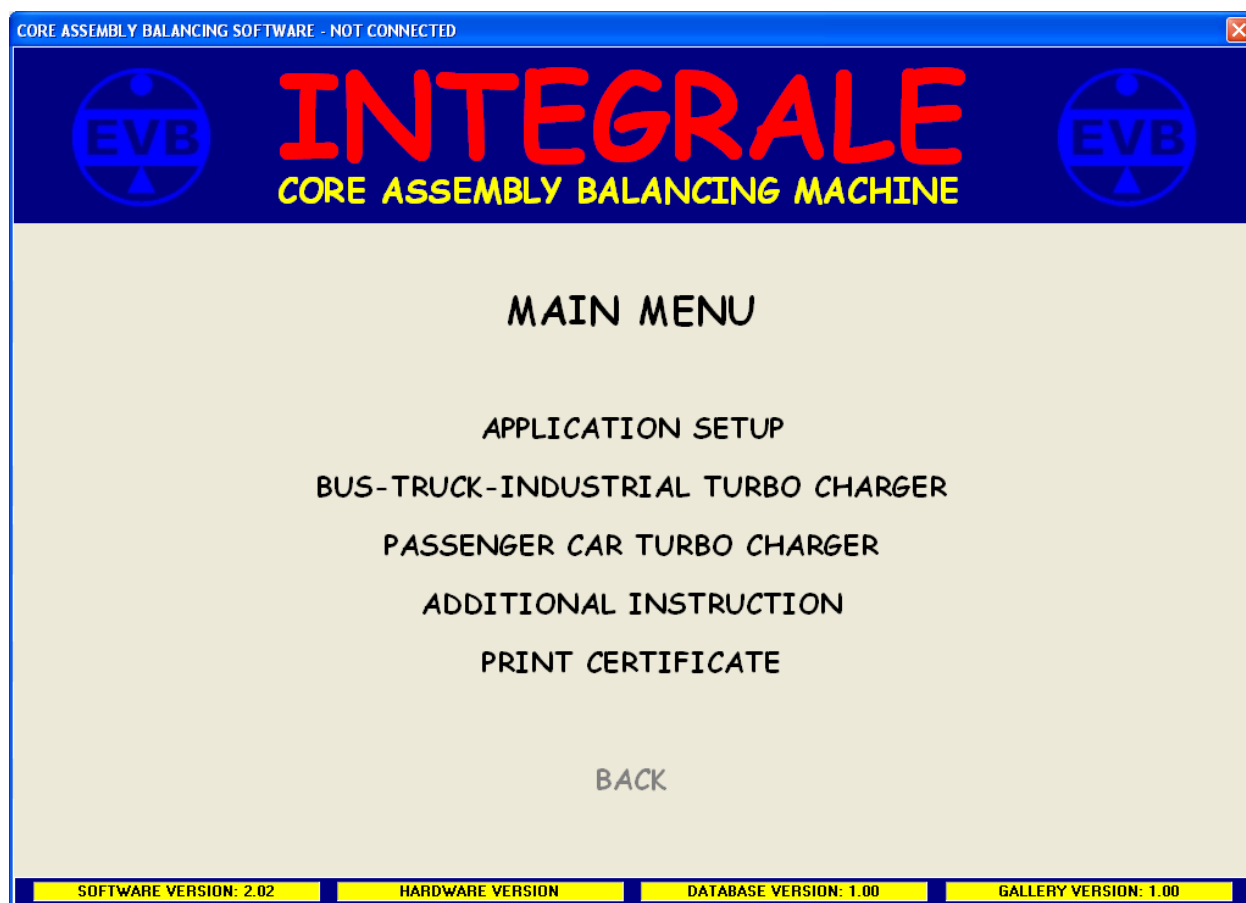 CORE ASSEMBLY BALANCING SOFTWARE - NOT CONNECTED
EVB
INTEGRALE
EVB
CORE ASSEMBLY BALANCING MACHINE
MAIN MENU
APPLICATION SETUP
BUS-TRUCK-INDUSTRIAL TURBO CHARGER
PASSENGER CAR TURBO CHARGER
ADDITIONAL INSTRUCTION
PRINT CERTIFICATE
BACK
SOFTWARE VERSION: 2.02
HARDWARE VERSION
DATABASE VERSION: 1.00
GALLERY VERSION: 1.00